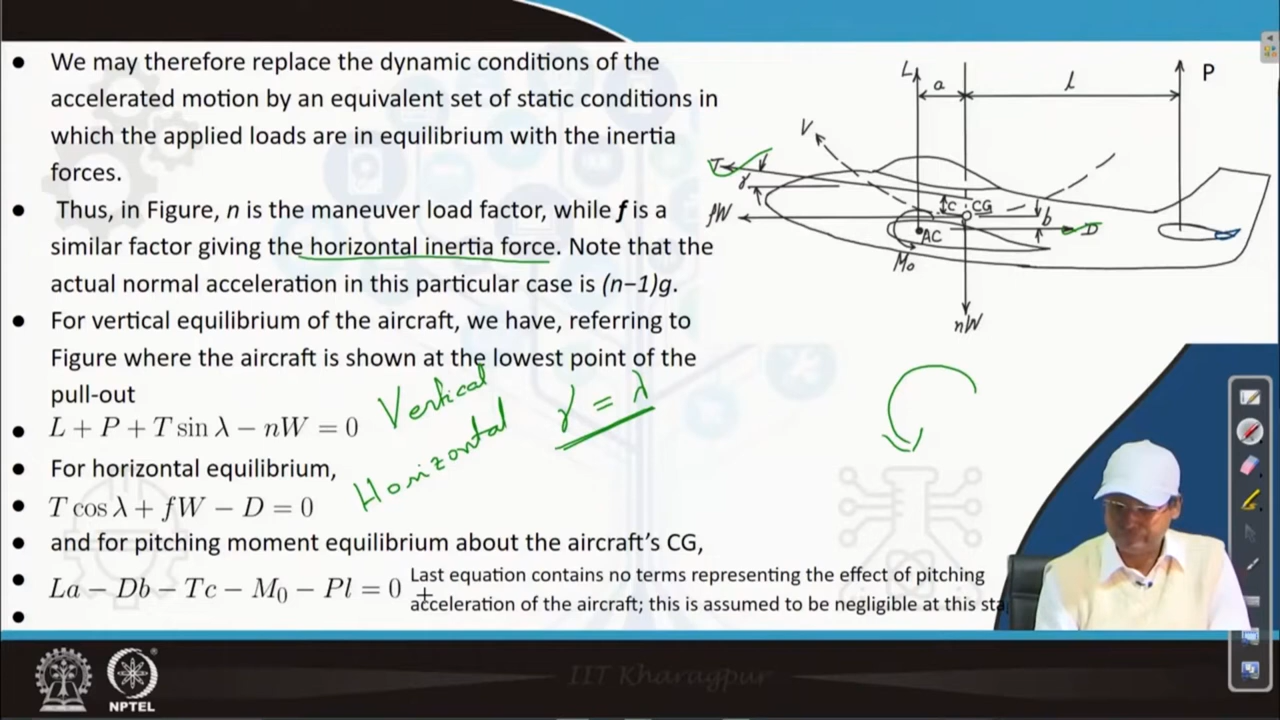 ● We may therefore replace the dynamic conditions of the
accelerated motion by an equivalent set of static conditions in
which the applied loads are in equilibrium with the inertia
forces.
● Thus, in Figure, n is the maneuver load factor, while f is a
similar factor giving the horizontal inertia force. Note that the
actual normal acceleration in this particular case is (n−1)g.
● For vertical equilibrium of the aircraft, we have, referring to
Figure where the aircraft is shown at the lowest point of the
pull-out
● L + P + T sin λ − nW = 0
● For horizontal equilibrium,
● T cos λ + fW − D = 0
● and for pitching moment equilibrium about the aircraft's CG,
● La − Db − Tc − M₀ − Pl = 0
Last equation contains no terms representing the effect of pitching
acceleration of the aircraft; this is assumed to be negligible at this sta
Vertical
Horizontal
γ = λ
L
a
l
P
V
T
γ
fW
C
CG
b
D
AC
M₀
nW
NPTEL
IIT Kharagpur